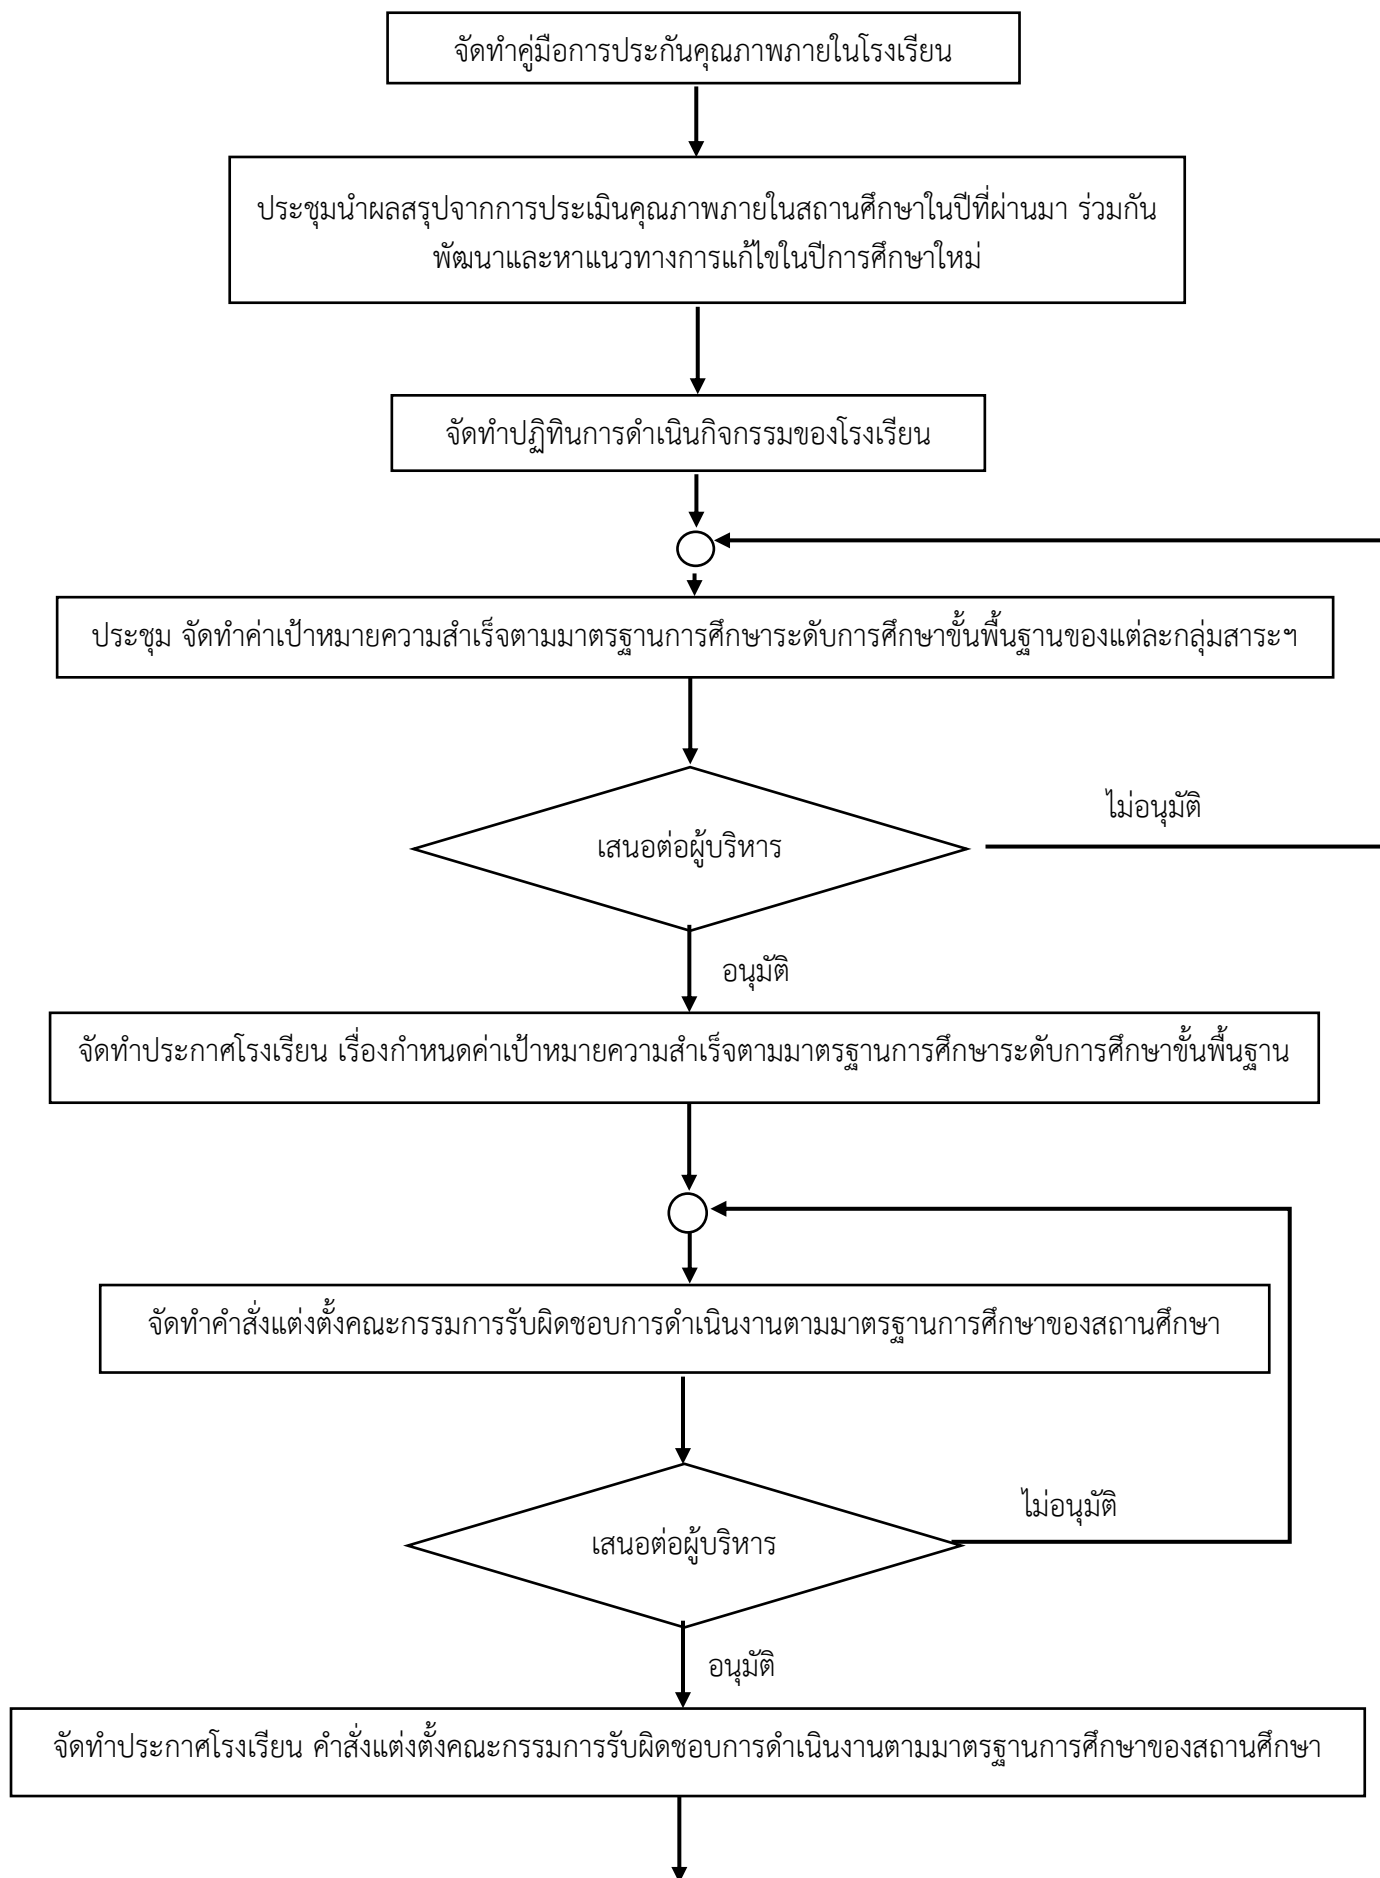 จัดทำคู่มือการประกันคุณภาพภายในโรงเรียน
ประชุมนำผลสรุปจากการประเมินคุณภาพภายในสถานศึกษาในปีที่ผ่านมา ร่วมกัน
พัฒนาและหาแนวทางการแก้ไขในปีการศึกษาใหม่
จัดทำปฏิทินการดำเนินกิจกรรมของโรงเรียน
ประชุม จัดทำค่าเป้าหมายความสำเร็จตามมาตรฐานการศึกษาระดับการศึกษาขั้นพื้นฐานของแต่ละกลุ่มสาระฯ
ไม่อนุมัติ
เสนอต่อผู้บริหาร
อนุมัติ
จัดทำประกาศโรงเรียน เรื่องกำหนดค่าเป้าหมายความสำเร็จตามมาตรฐานการศึกษาระดับการศึกษาขั้นพื้นฐาน
จัดทำคำสั่งแต่งตั้งคณะกรรมการรับผิดชอบการดำเนินงานตามมาตรฐานการศึกษาของสถานศึกษา
ไม่อนุมัติ
เสนอต่อผู้บริหาร
อนุมัติ
จัดทำประกาศโรงเรียน คำสั่งแต่งตั้งคณะกรรมการรับผิดชอบการดำเนินงานตามมาตรฐานการศึกษาของสถานศึกษา